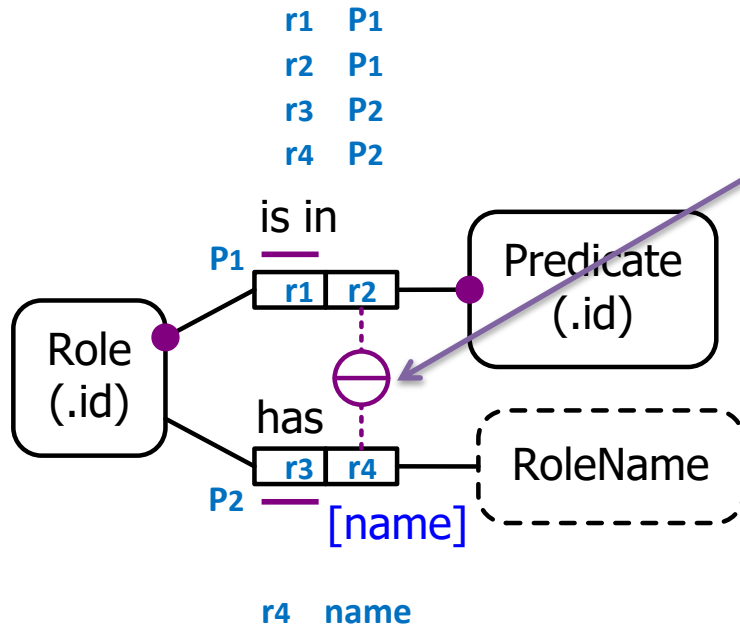 r1 P1
r2 P1
r3 P2
r4 P2
is in
P1
r1 r2
Predicate
(.id)
Role
(.id)
has
r3 r4
RoleName
P2
[name]
r4 name